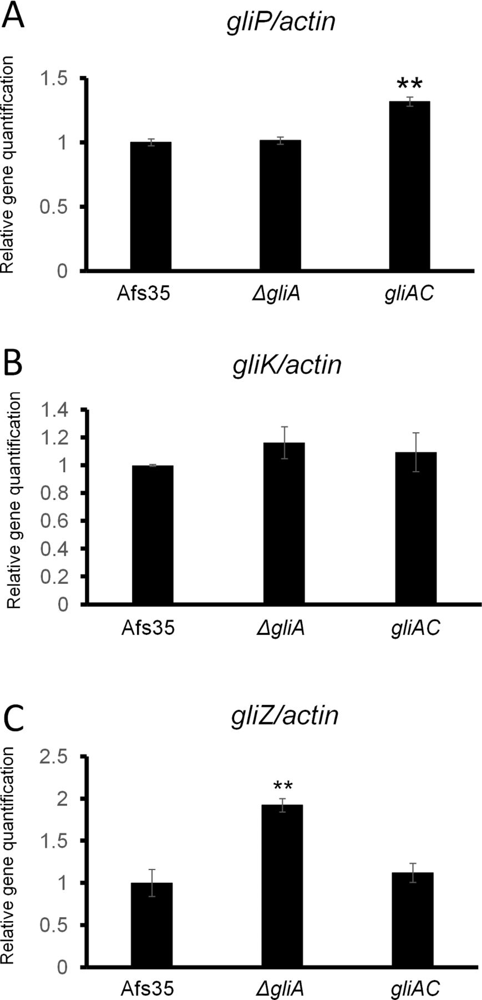 A
gliP/actin
Relative gene quantification
1.5
**
1
0.5
0
Afs35 ΔgliA gliAC
B
gliK/actin
Relative gene quantification
1.4
1.2
1
0.8
0.6
0.4
0.2
0
Afs35 ΔgliA gliAC
C
gliZ/actin
Relative gene quantification
2.5
**
2
1.5
1
0.5
0
Afs35 ΔgliA gliAC